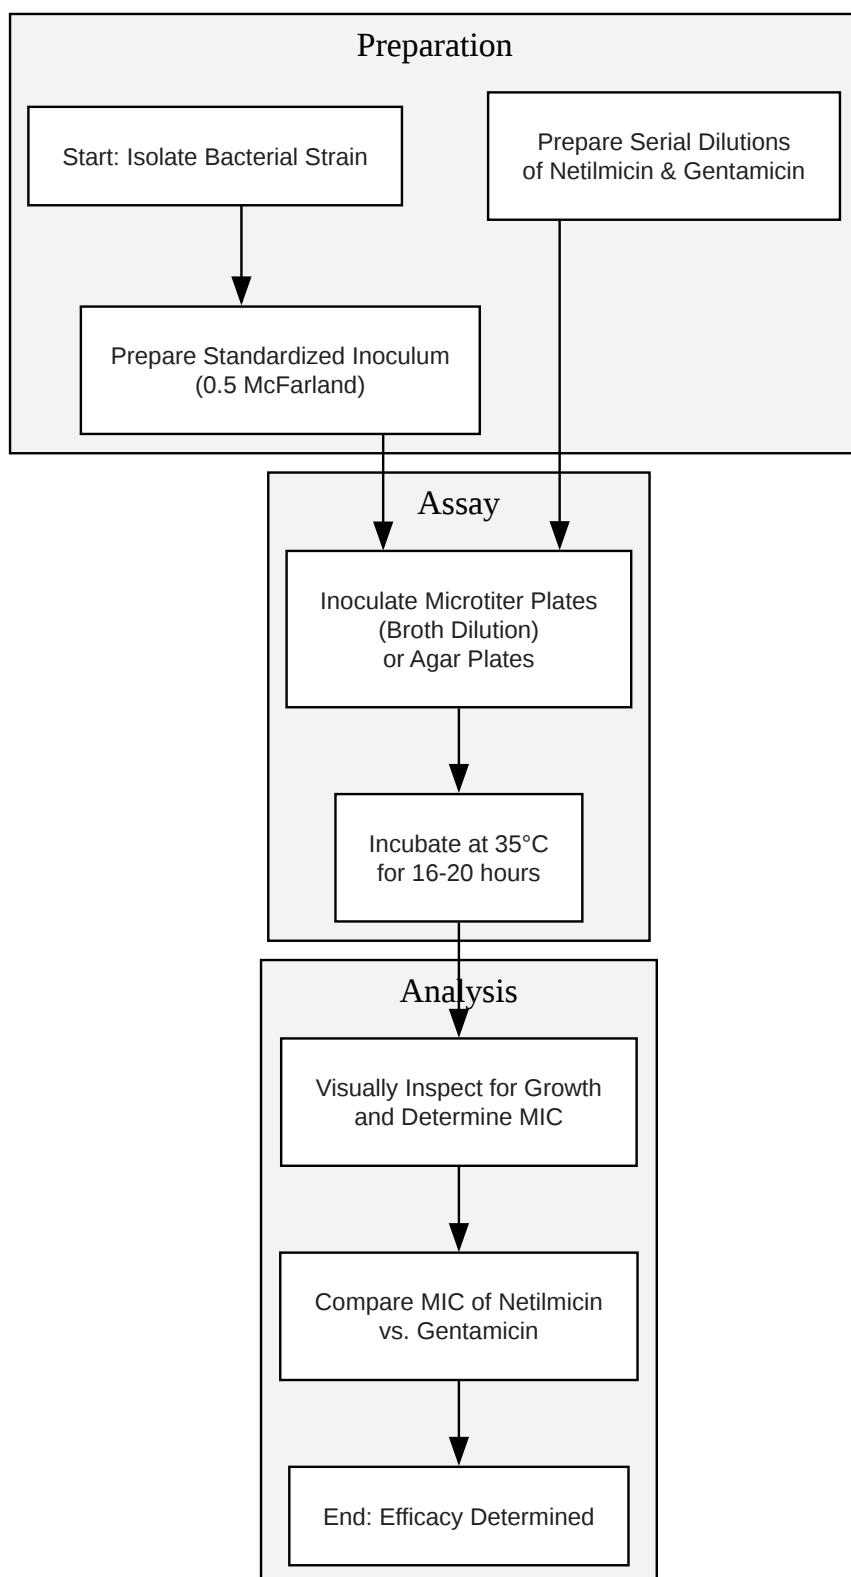 Preparation
Start: Isolate Bacterial Strain
Prepare Serial Dilutions
of Netilmicin & Gentamicin
Prepare Standardized Inoculum
(0.5 McFarland)
Assay
Inoculate Microtiter Plates
(Broth Dilution)
or Agar Plates
Incubate at 35°C
for 16-20 hours
Analysis
Visually Inspect for Growth
and Determine MIC
Compare MIC of Netilmicin
vs. Gentamicin
End: Efficacy Determined